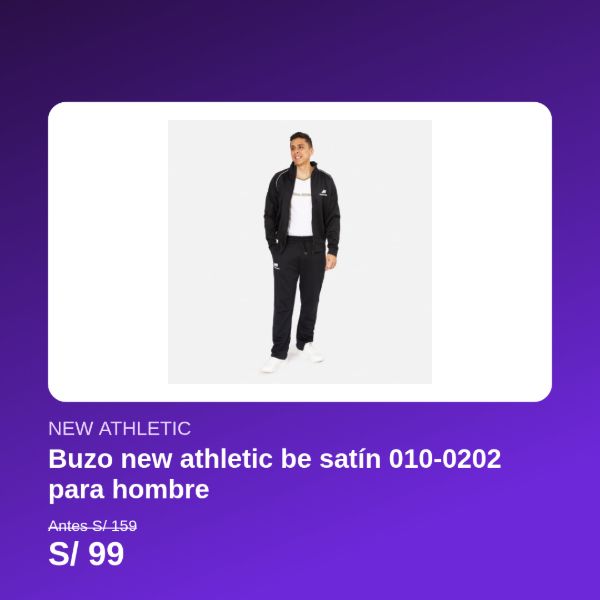 NEW ATHLETIC
Buzo new athletic be satín 010-0202
para hombre
Antes S/ 159
S/ 99